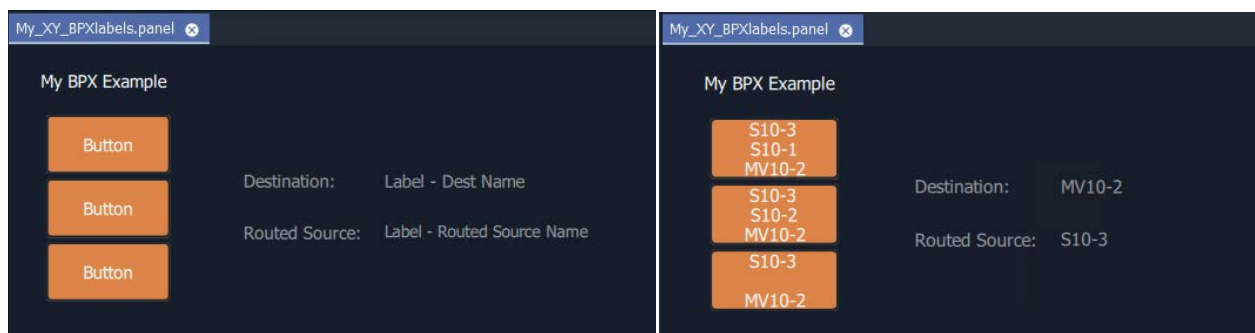 My_XY_BPXlabels.panel
My BPX Example
Button
Button
Button
Destination: Label - Dest Name
Routed Source: Label - Routed Source Name
My_XY_BPXlabels.panel
My BPX Example
S10-3
S10-1
MV10-2
S10-3
S10-2
MV10-2
S10-3
MV10-2
Destination: MV10-2
Routed Source: S10-3